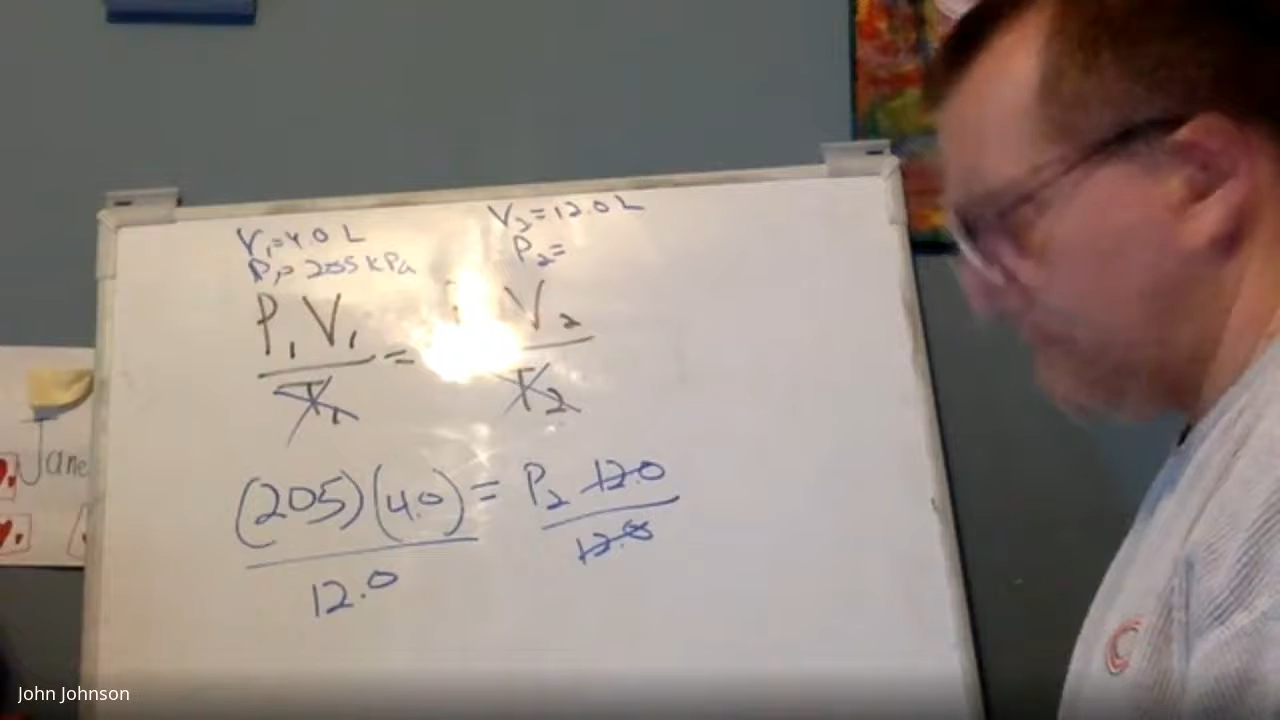 V₁=4.0 L
P₁= 205 kPa
V₂=12.0 L
P₂=
P₁V₁ = V₂
T₁ T₂
(205)(4.0) = P₂ 12.0
12.0 12.0
Jane
C
John Johnson